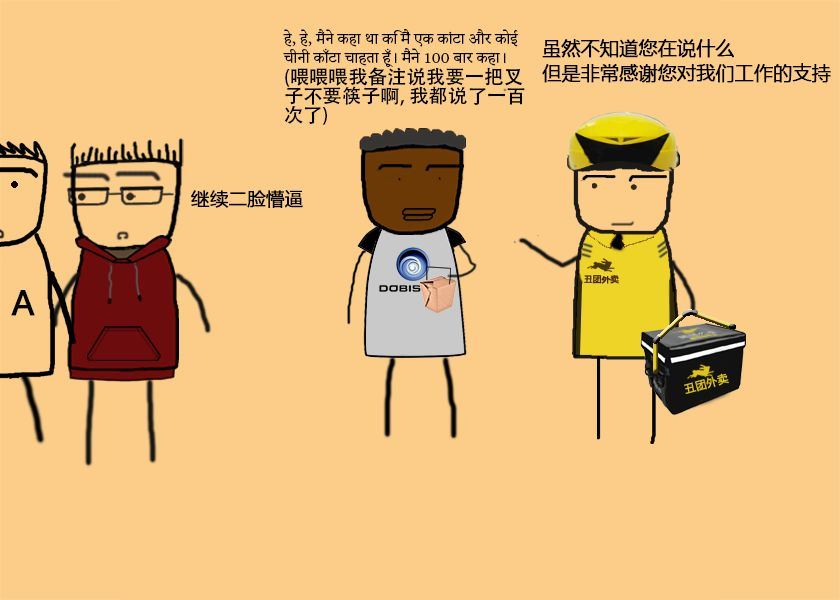 हे, हे, मैने कहा था कमिैं एक कांटा और कोई
चीनी काँटा चाहता हूँ। मैने 100 बार कहा।
(喂喂喂我备注说我要一把叉
子不要筷子啊, 我都说了一百
次了)
虽然不知道您在说什么
但是非常感谢您对我们工作的支持
继续二脸懵逼
A
DOBIS
丑团外卖
丑团外卖